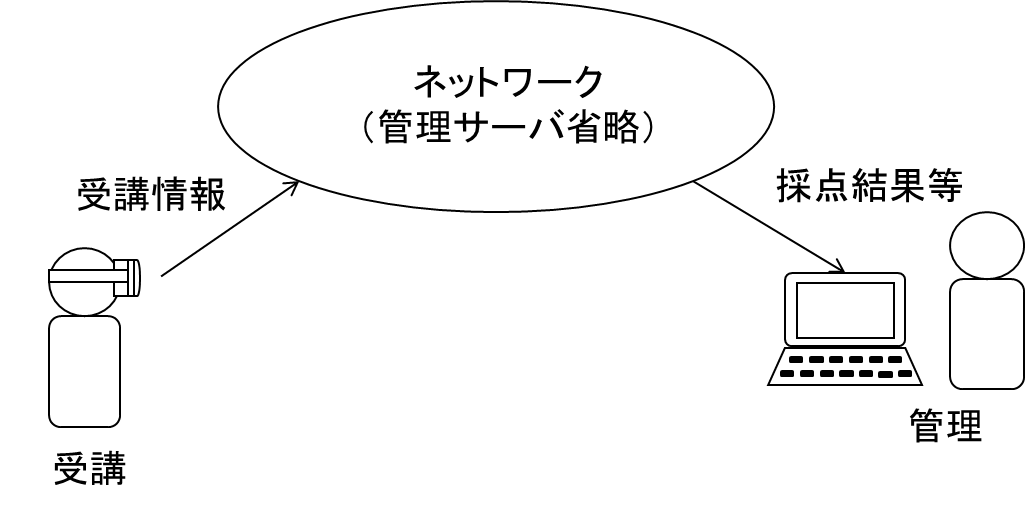 ネットワーク
（管理サーバ省略）
受講情報
採点結果等
管理
受講